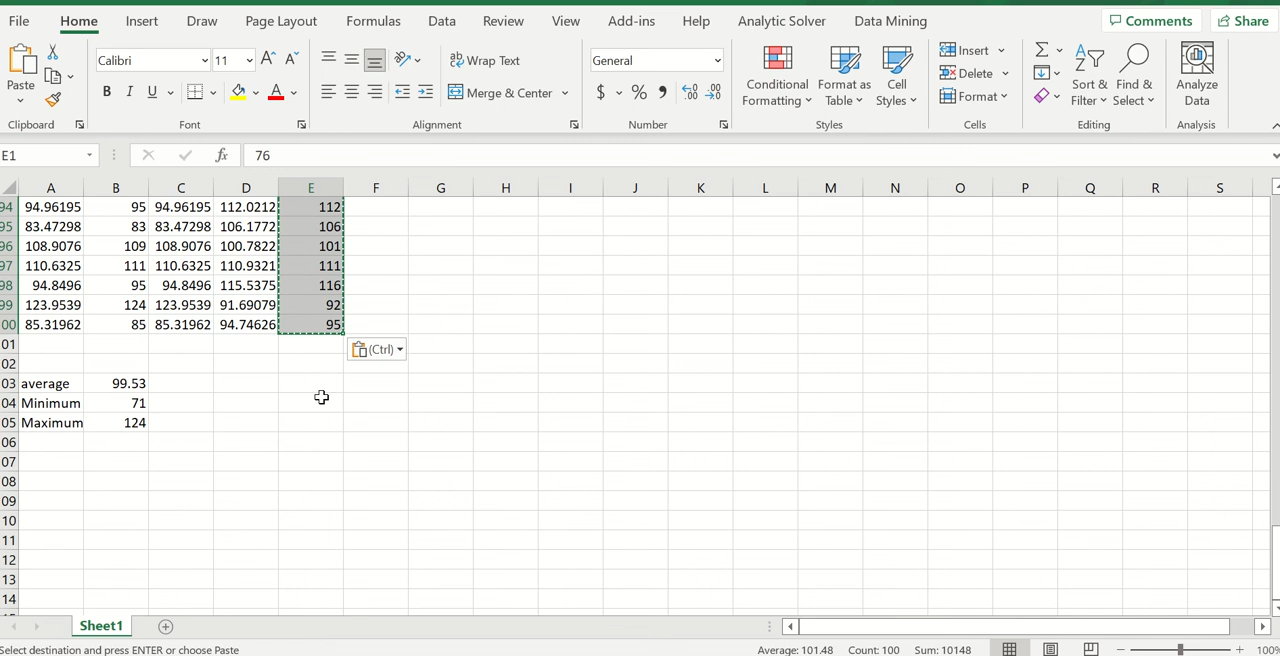 File Home Insert Draw Page Layout Formulas Data Review View Add-ins Help Analytic Solver Data Mining Comments Share
Paste
Calibri 11 A A
B I U A
Wrap Text
Merge & Center
General
$ % ,
Conditional Formatting
Format as Table
Cell Styles
Insert
Delete
Format
Sort & Filter
Find & Select
Analyze Data
Clipboard Font Alignment Number Styles Cells Editing Analysis
E1 fx 76
A B C D E F G H I J K L M N O P Q R S
94 94.96195 95 94.96195 112.0212 112
95 83.47298 83 83.47298 106.1772 106
96 108.9076 109 108.9076 100.7822 101
97 110.6325 111 110.6325 110.9321 111
98 94.8496 95 94.8496 115.5375 116
99 123.9539 124 123.9539 91.69079 92
00 85.31962 85 85.31962 94.74626 95
01 (Ctrl)
02
03 average 99.53
04 Minimum 71
05 Maximum 124
06
07
08
09
10
11
12
13
14
Sheet1
Select destination and press ENTER or choose Paste Average: 101.48 Count: 100 Sum: 10148 100%